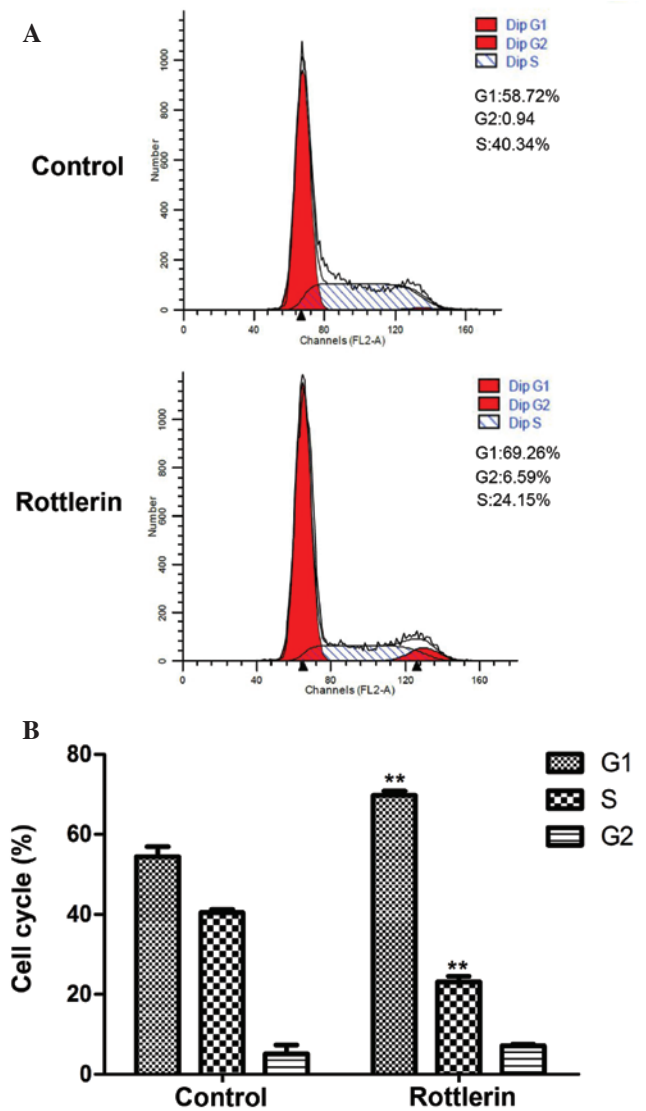 A
Dip G1
Dip G2
Dip S
G1:58.72%
G2:0.94
S:40.34%
Control
Number
1000
800
600
400
200
0
0 40 80 120 160
Channels (FL2-A)
Dip G1
Dip G2
Dip S
G1:69.26%
G2:6.59%
S:24.15%
Rottlerin
Number
1000
800
600
400
200
0
0 40 80 120 160
Channels (FL2-A)
B
Cell cycle (%)
80
60
40
20
0
**
**
G1
S
G2
Control Rottlerin